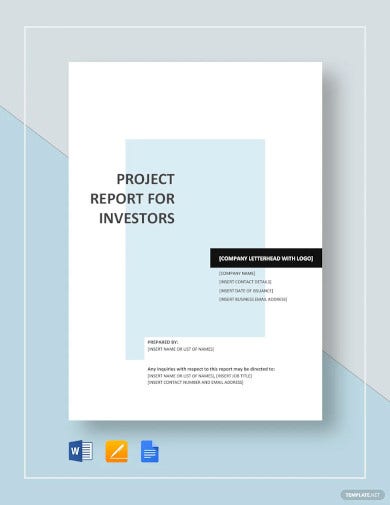 PROJECT
REPORT FOR
INVESTORS
[COMPANY LETTERHEAD WITH LOGO]
[COMPANY NAME]
[INSERT CONTACT DETAILS]
[INSERT DATE OF ISSUANCE]
[INSERT BUSINESS EMAIL ADDRESS]
PREPARED BY:
[INSERT NAME OR LIST OF NAMES]
Any inquiries with respect to this report may be directed to:
[INSERT NAME OR LIST OF NAMES], [INSERT JOB TITLE]
[INSERT CONTACT NUMBER AND EMAIL ADDRESS]
W
TEMPLATE.NET